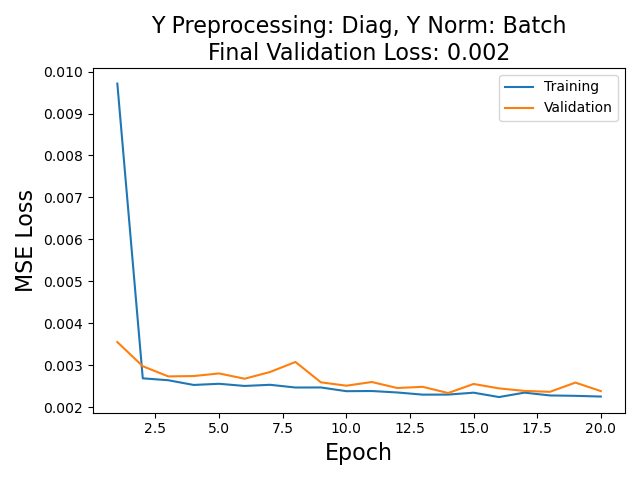 Y Preprocessing: Diag, Y Norm: Batch
Final Validation Loss: 0.002
Training
Validation
0.010
0.009
0.008
0.007
0.006
0.005
0.004
0.003
0.002
MSE Loss
2.5 5.0 7.5 10.0 12.5 15.0 17.5 20.0
Epoch